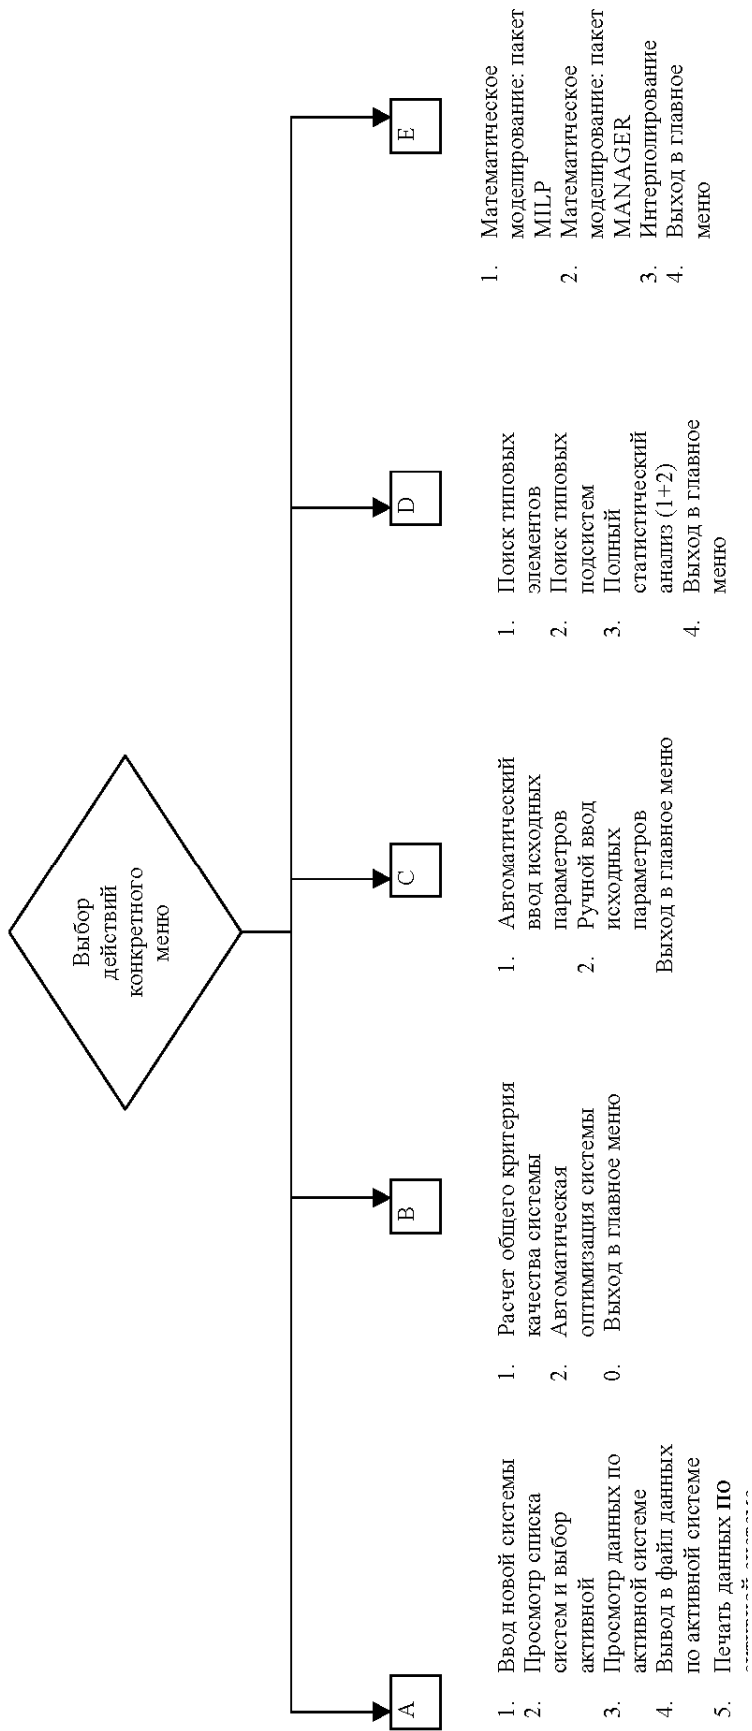 Выбор
действий
конкретного
меню
A
B
C
D
E
1. Ввод новой системы
2. Просмотр списка
систем и выбор
активной
3. Просмотр данных по
активной системе
4. Вывод в файл данных
по активной системе
5. Печать данных ПО
активной системе
1. Расчет общего критерия
качества системы
2. Автоматическая
оптимизация системы
0. Выход в главное меню
1. Автоматический
ввод исходных
параметров
2. Ручной ввод
исходных
параметров
Выход в главное меню
1. Поиск типовых
элементов
2. Поиск типовых
подсистем
3. Полный
статистический
анализ (1+2)
4. Выход в главное
меню
1. Математическое
моделирование: пакет
MILP
2. Математическое
моделирование: пакет
MANAGER
3. Интерполирование
4. Выход в главное
меню